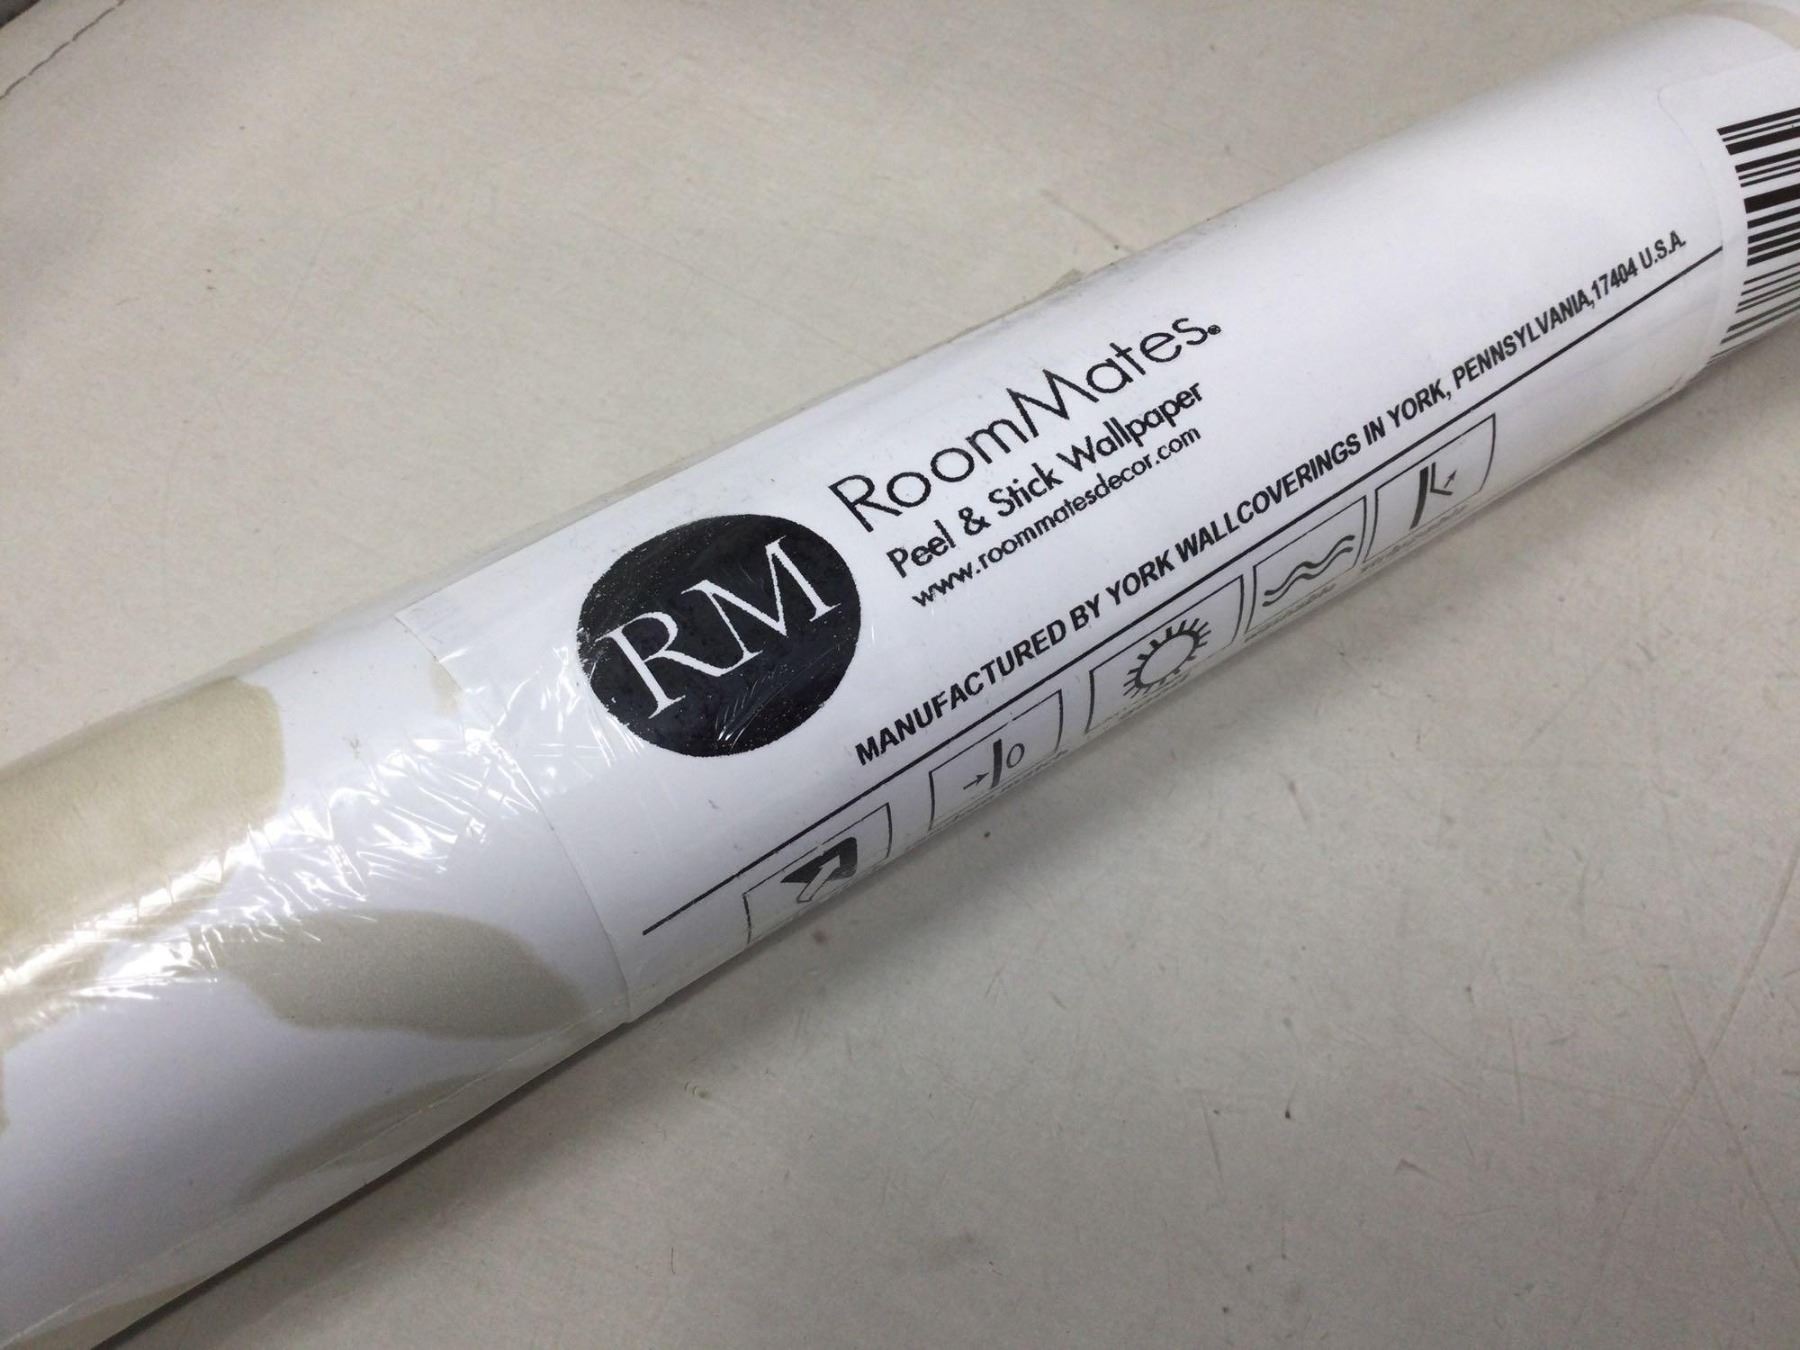 RM
RoomMates®
Peel & Stick Wallpaper
www.roommatesdecor.com
MANUFACTURED BY YORK WALLCOVERINGS IN YORK, PENNSYLVANIA,17404 U.S.A.